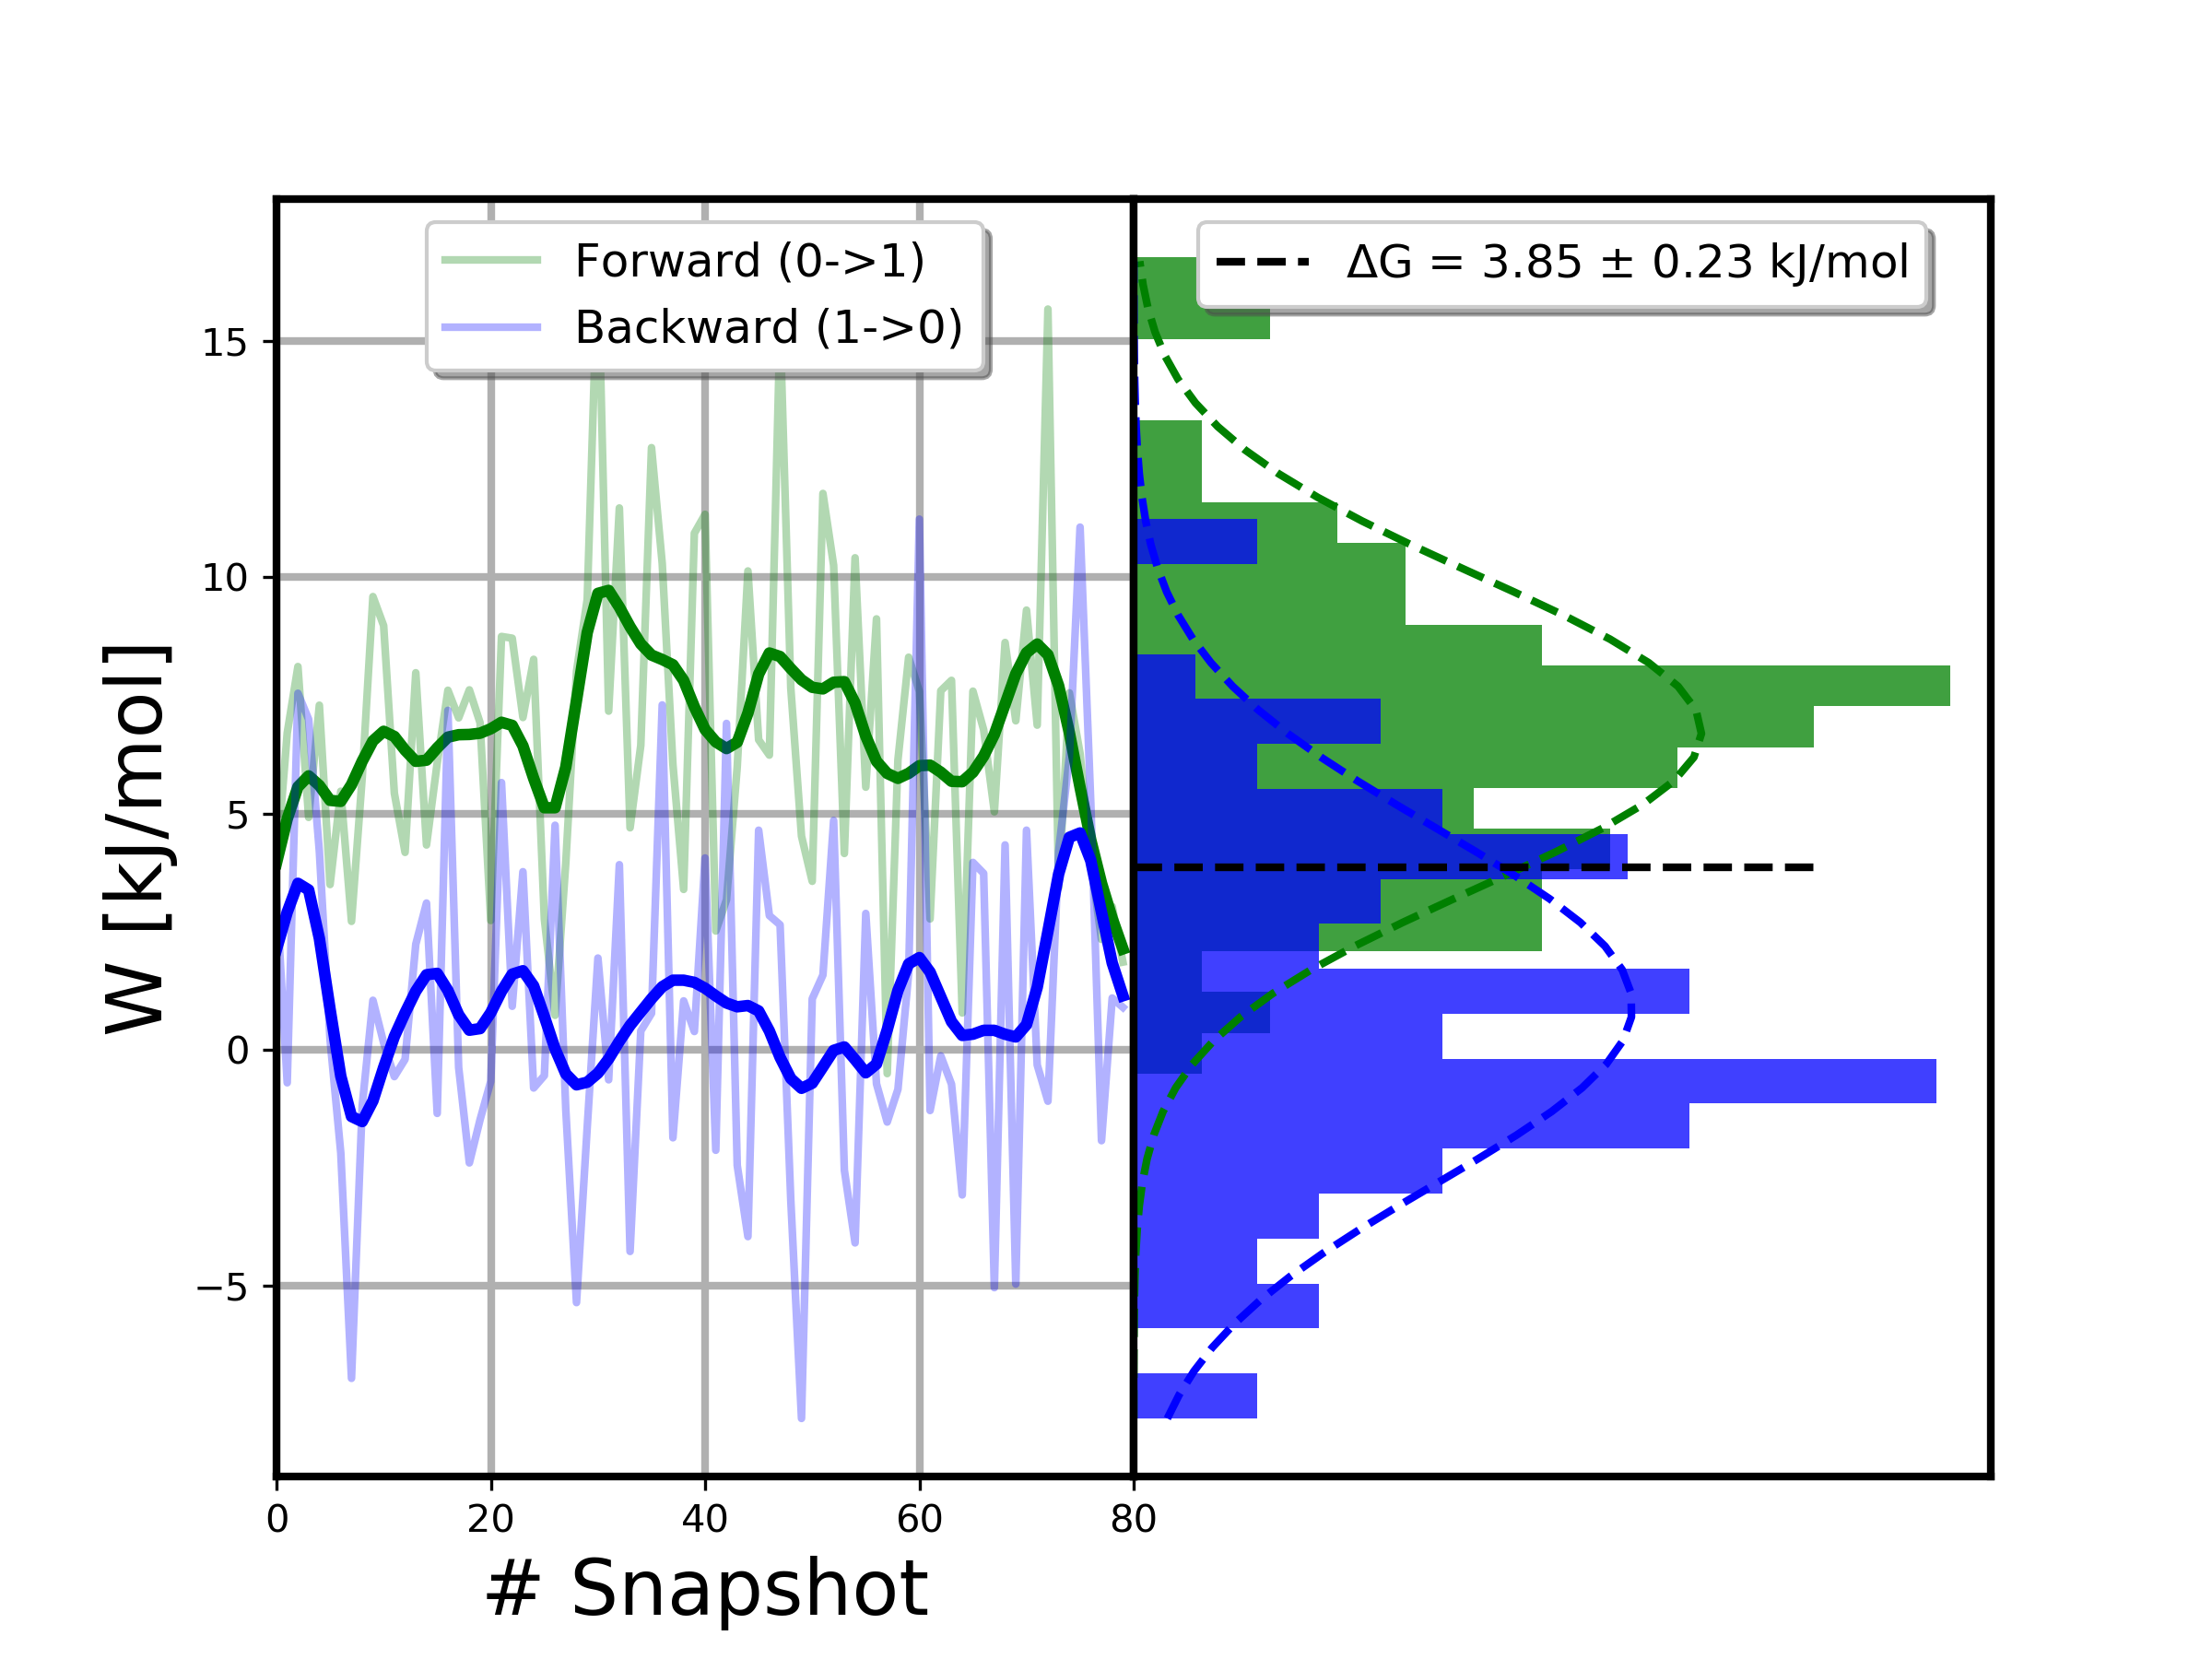 Forward (0->1)
Backward (1->0)
ΔG = 3.85 ± 0.23 kJ/mol
W [kJ/mol]
15
10
5
0
−5
0 20 40 60 80
# Snapshot